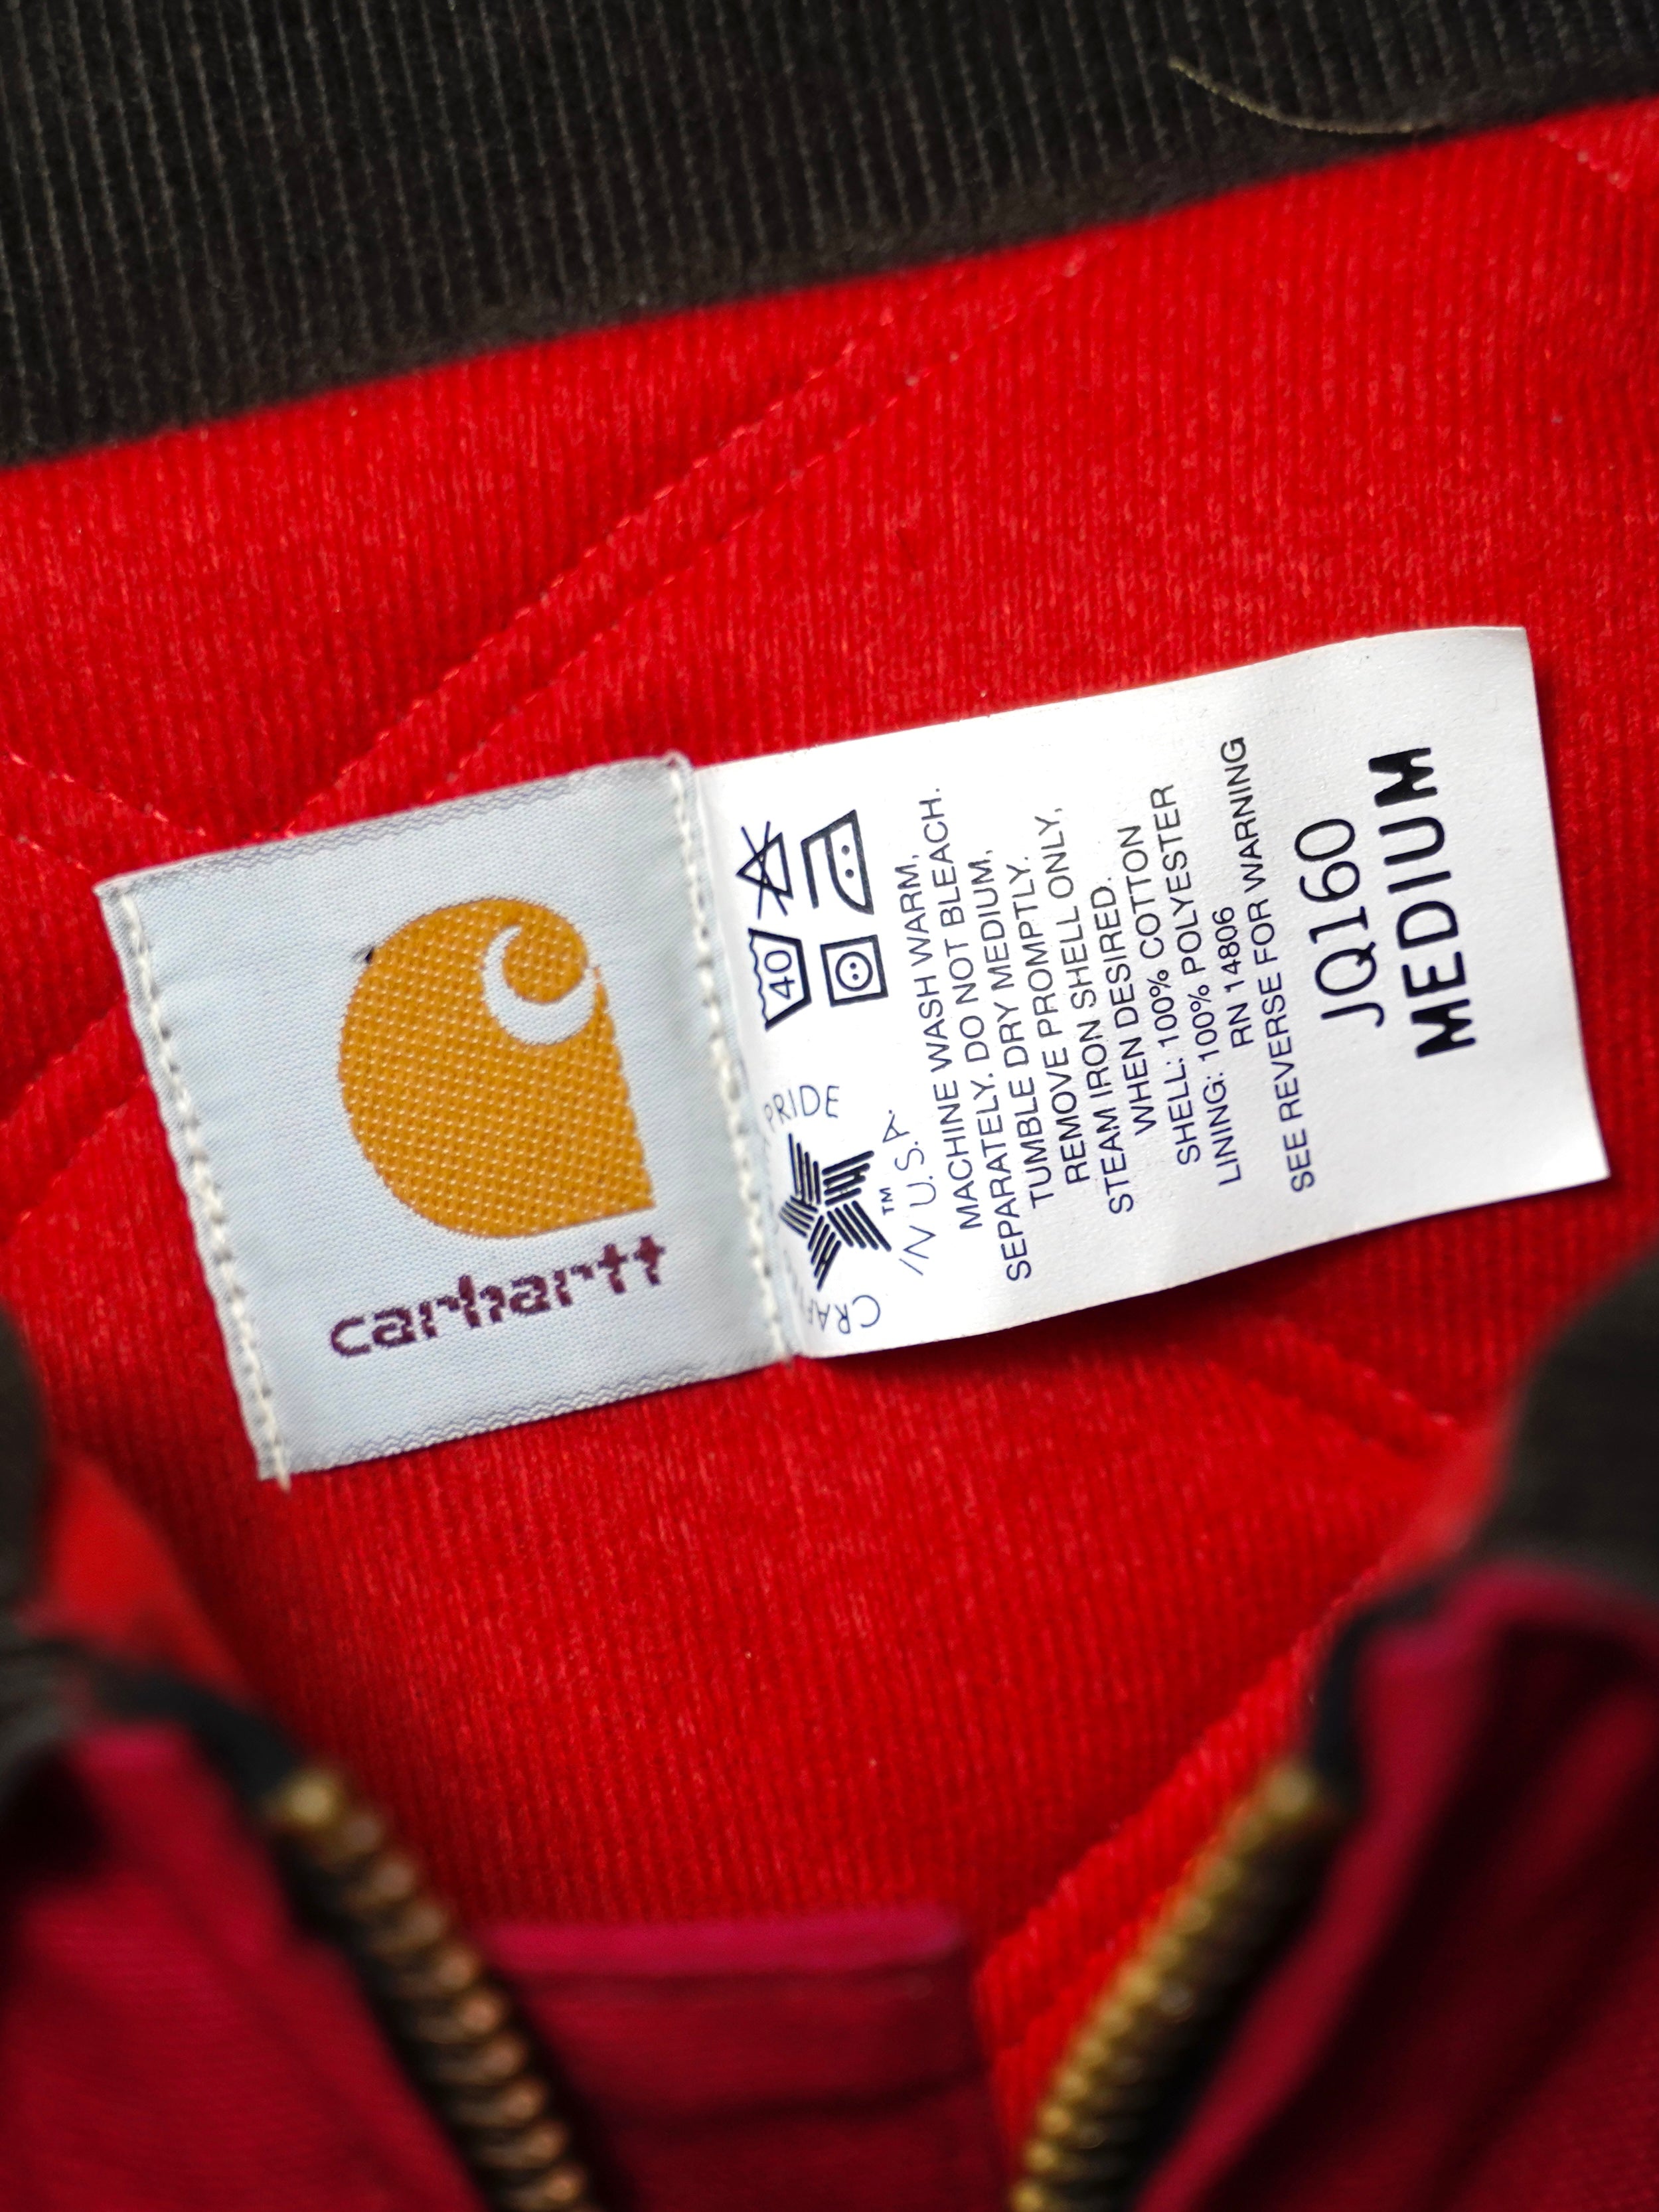 carhartt
40
CRAF PRIDE
™
IN U.S.A.
MACHINE WASH WARM,
SEPARATELY. DO NOT BLEACH.
TUMBLE DRY MEDIUM,
REMOVE PROMPTLY.
STEAM IRON SHELL ONLY,
WHEN DESIRED.
SHELL: 100% COTTON
LINING: 100% POLYESTER
RN 14806
SEE REVERSE FOR WARNING
JQ160
MEDIUM